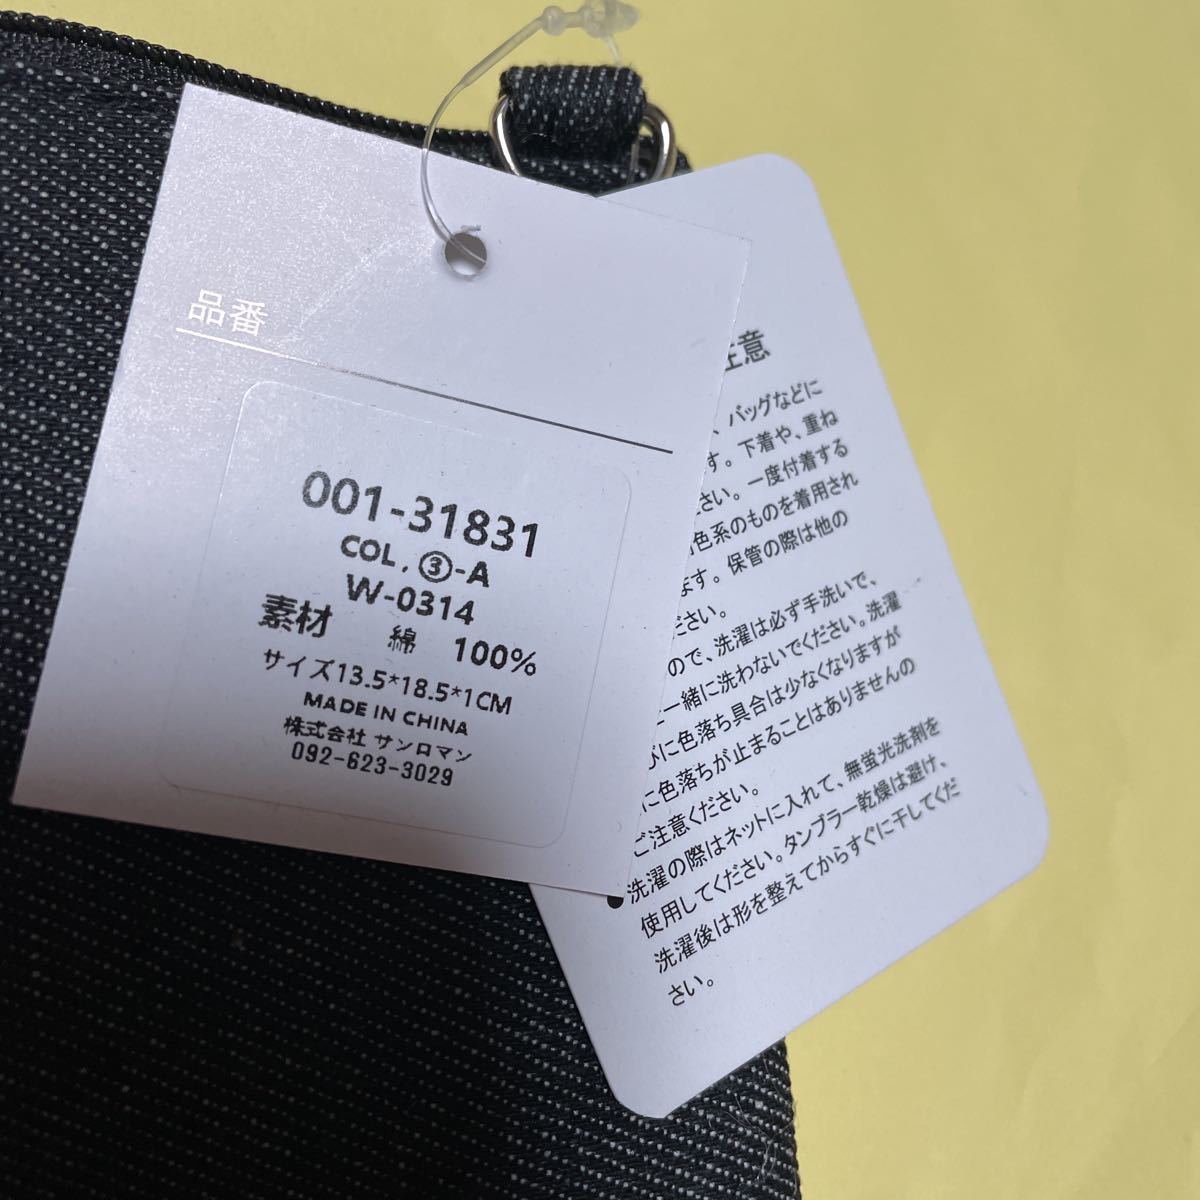 品番
001-31831
COL, ③-A
W-0314
素材 綿 100%
サイズ13.5*18.5*1CM
MADE IN CHINA
株式会社 サンロマン
092-623-3029
注意
、バッグなどに
す。下着や、重ね
ださい。一度付着する
色系のものを着用され
ます。保管の際は他の
ださい。
ので、洗濯は必ず手洗いで、
と一緒に洗わないでください。洗濯
びに色落ち具合は少なくなりますが
に色落ちが止まることはありませんの
ご注意ください。
●洗濯の際はネットに入れて、無蛍光洗剤を
使用してください。タンブラー乾燥は避け、
洗濯後は形を整えてからすぐに干してくだ
さい。